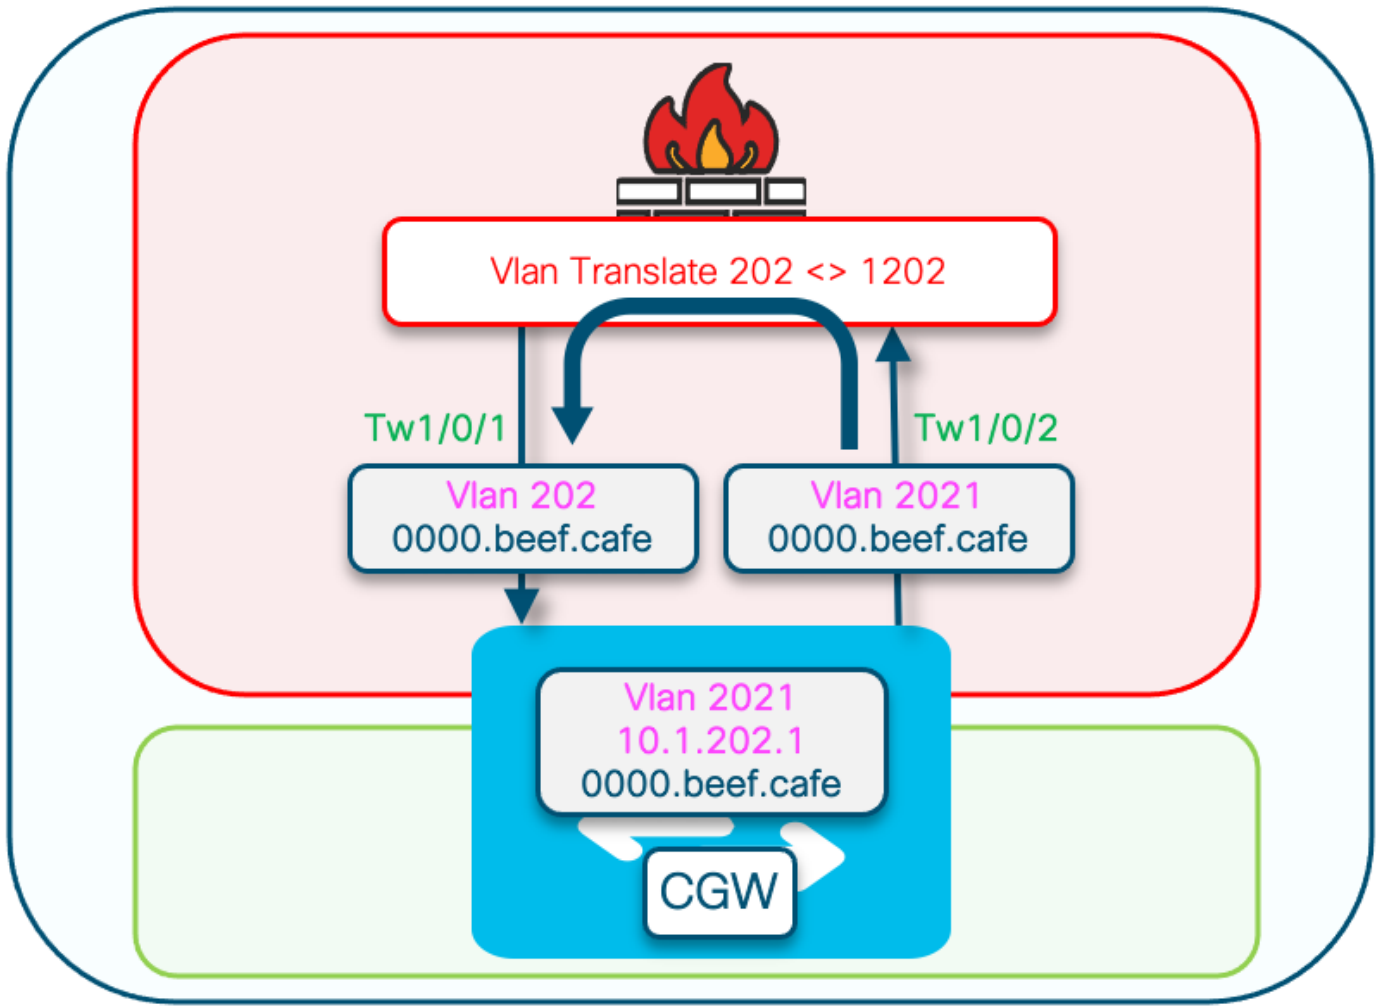 Vlan Translate 202 <> 1202
Tw1/0/1
Tw1/0/2
Vlan 202
0000.beef.cafe
Vlan 2021
0000.beef.cafe
Vlan 2021
10.1.202.1
0000.beef.cafe
CGW